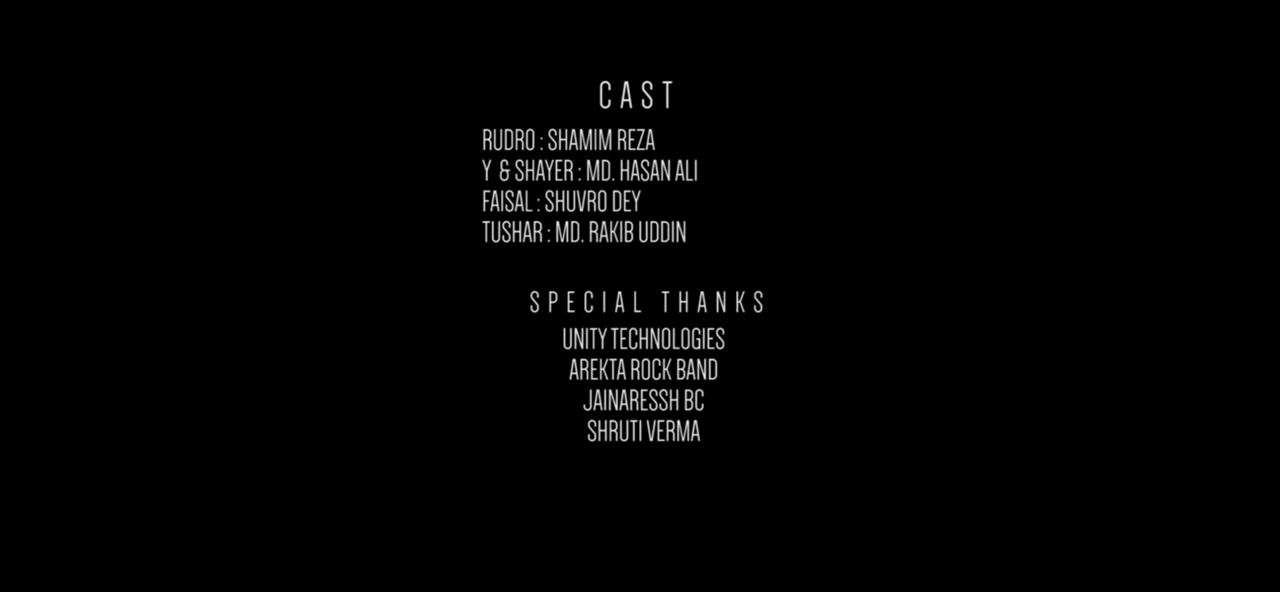 CAST
RUDRO : SHAMIM REZA
Y & SHAYER : MD. HASAN ALI
FAISAL : SHUVRO DEY
TUSHAR : MD. RAKIB UDDIN
SPECIAL THANKS
UNITY TECHNOLOGIES
AREKTA ROCK BAND
JAINARESSH BC
SHRUTI VERMA